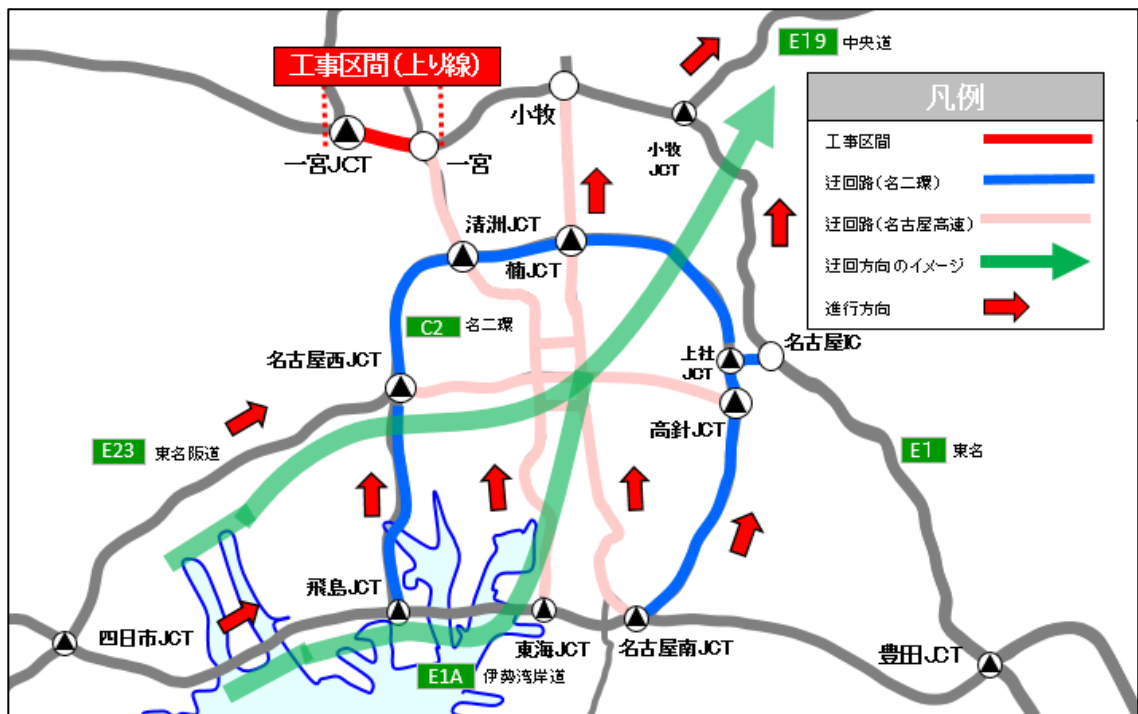 E19 中央道
工事区間(上り線)
凡例
小牧
工事区間
一宮JCT
一宮
小牧
JCT
迂回路(名二環)
清洲JCT
迂回路(名古屋高速)
楠JCT
迂回方向のイメージ
進行方向
C2 名二環
名古屋西JCT
上社
JCT
名古屋IC
高針JCT
E23 東名阪道
E1 東名
飛島JCT
四日市JCT
東海JCT
名古屋南JCT
豊田JCT
E1A 伊勢湾岸道